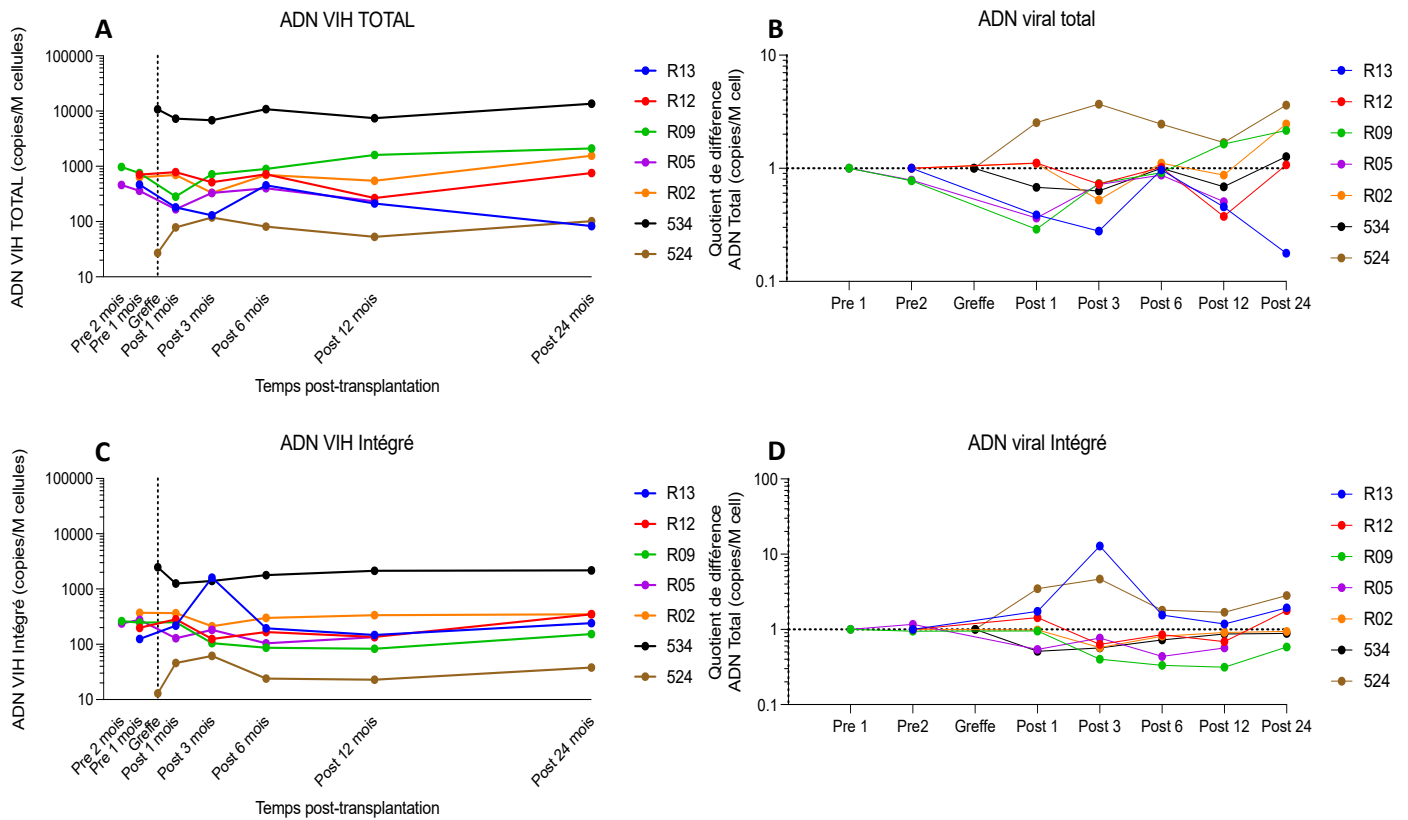 A
ADN VIH TOTAL
ADN VIH TOTAL (copies/M cellules)
100000
10000
1000
100
10
Pre 2 mois
Pre 1 mois
Greffe
Post 1 mois
Post 3 mois
Post 6 mois
Post 12 mois
Post 24 mois
Temps post-transplantation
R13
R12
R09
R05
R02
534
524
B
ADN viral total
Quotient de différence
ADN Total (copies/M cell)
10
1
0.1
Pre 1
Pre2
Greffe
Post 1
Post 3
Post 6
Post 12
Post 24
R13
R12
R09
R05
R02
534
524
C
ADN VIH Intégré
ADN VIH Intégré (copies/M cellules)
100000
10000
1000
100
10
Pre 2 mois
Pre 1 mois
Greffe
Post 1 mois
Post 3 mois
Post 6 mois
Post 12 mois
Post 24 mois
Temps post-transplantation
R13
R12
R09
R05
R02
534
524
D
ADN viral Intégré
Quotient de différence
ADN Total (copies/M cell)
100
10
1
0.1
Pre 1
Pre2
Greffe
Post 1
Post 3
Post 6
Post 12
Post 24
R13
R12
R09
R05
R02
534
524